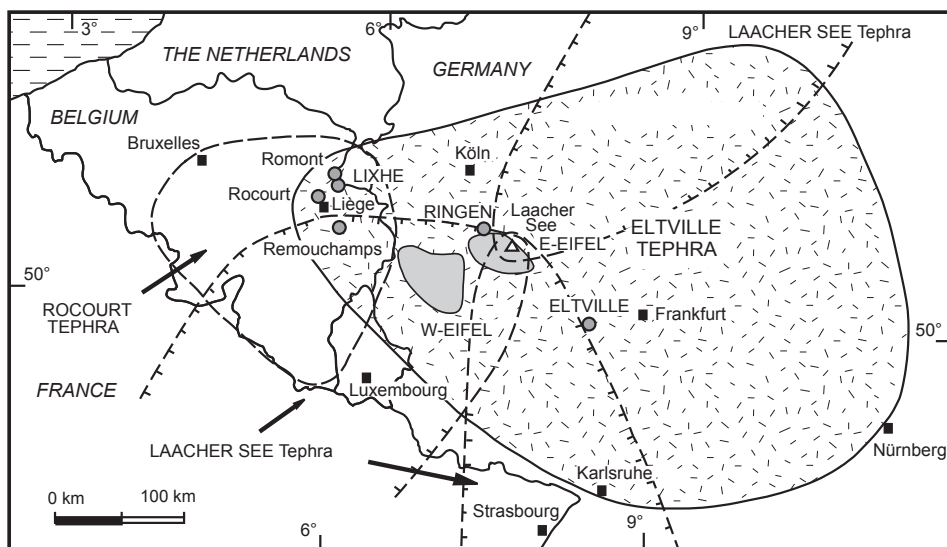 3°
6°
9°
LAACHER SEE Tephra
THE NETHERLANDS
GERMANY
BELGIUM
Bruxelles
Romont
LIXHE
Köln
Rocourt
Liège
RINGEN
Laacher
See
E-EIFEL
ELTVILLE
TEPHRA
Remouchamps
50°
ROCOURT
TEPHRA
ELTVILLE
Frankfurt
W-EIFEL
50°
FRANCE
Luxembourg
LAACHER SEE Tephra
Nürnberg
Karlsruhe
0 km
100 km
Strasbourg
6°
9°